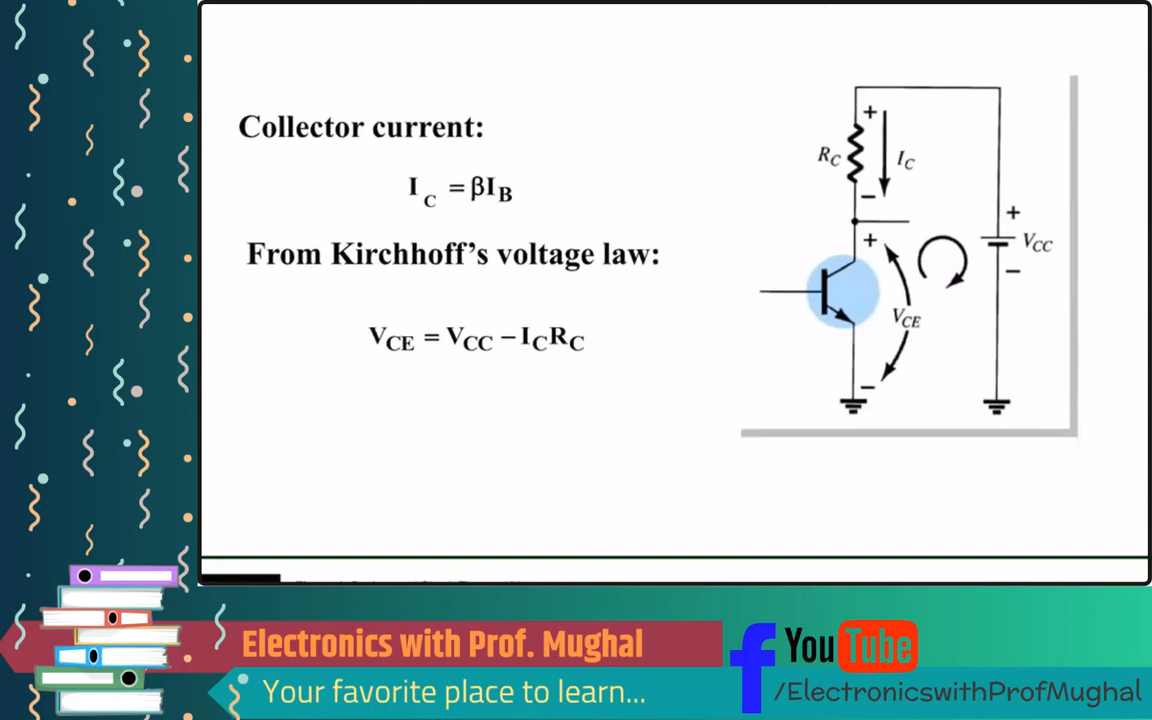 Collector current:
I C = βIB
From Kirchhoff's voltage law:
VCE = VCC − ICRC
+
RC
IC
−
+
+
VCC
−
VCE
−
Electronics with Prof. Mughal
YouTube
Your favorite place to learn...
f
/ElectronicswithProfMughal